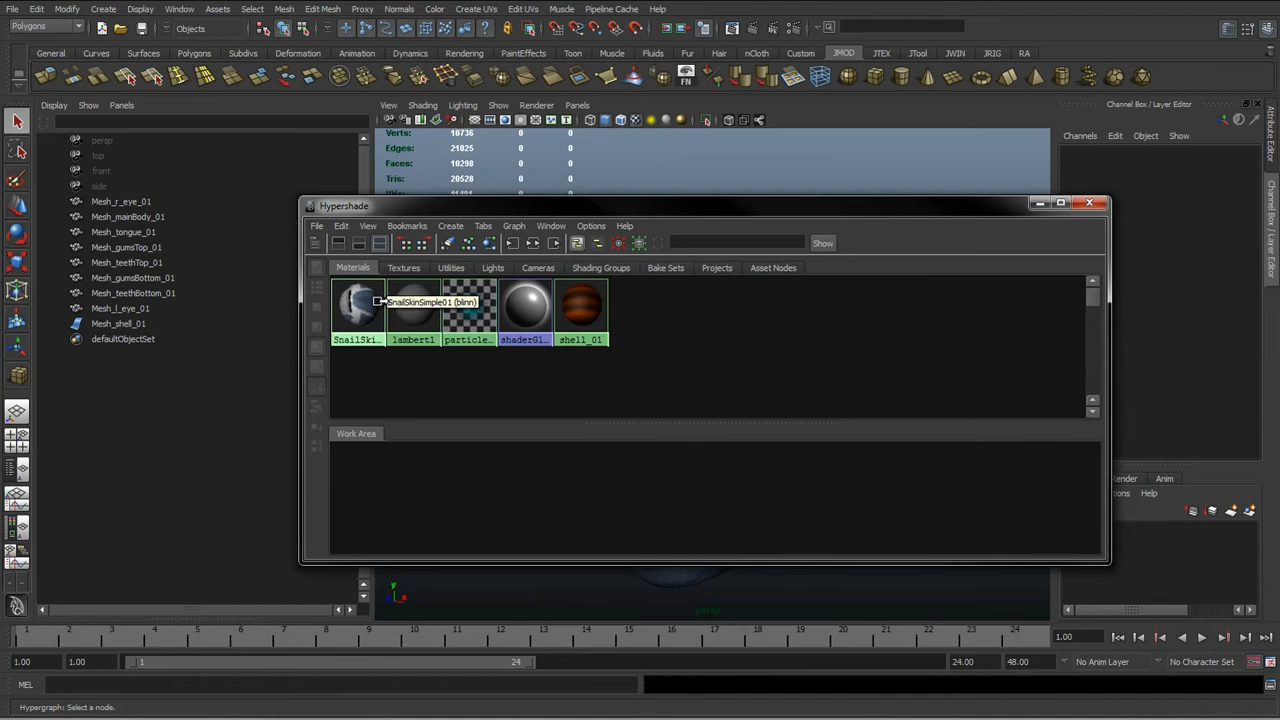 File Edit Modify Create Display Window Assets Select Mesh Edit Mesh Proxy Normals Color Create UVs Edit UVs Muscle Pipeline Cache Help
Polygons Objects
General Curves Surfaces Polygons Subdivs Deformation Animation Dynamics Rendering PaintEffects Toon Muscle Fluids Fur Hair nCloth Custom JMOD JTEX JTool JWIN JRIG RA
FN
Display Show Panels
View Shading Lighting Show Renderer Panels
Channel Box / Layer Editor
Channels Edit Object Show
Attribute Editor
Channel Box / Layer Editor
persp
top
front
side
Mesh_r_eye_01
Mesh_mainBody_01
Mesh_tongue_01
Mesh_gumsTop_01
Mesh_teethTop_01
Mesh_gumsBottom_01
Mesh_teethBottom_01
Mesh_l_eye_01
Mesh_shell_01
defaultObjectSet
Verts: 10736 0 0
Edges: 21025 0 0
Faces: 10298 0 0
Tris: 20528 0 0
Hypershade
File Edit View Bookmarks Create Tabs Graph Window Options Help
Show
Materials Textures Utilities Lights Cameras Shading Groups Bake Sets Projects Asset Nodes
SnailSkinSimple01 (blinn)
SnailSki... lambert1 particle... shaderGl... shell_01
Work Area
Render Anim
Help
y
x
persp
1 2 3 4 5 6 7 8 9 10 11 12 13 14 15 16 17 18 19 20 21 22 23 24
1.00
1.00 1.00 1 24 24.00 48.00 No Anim Layer No Character Set
MEL
Hypergraph: Select a node.